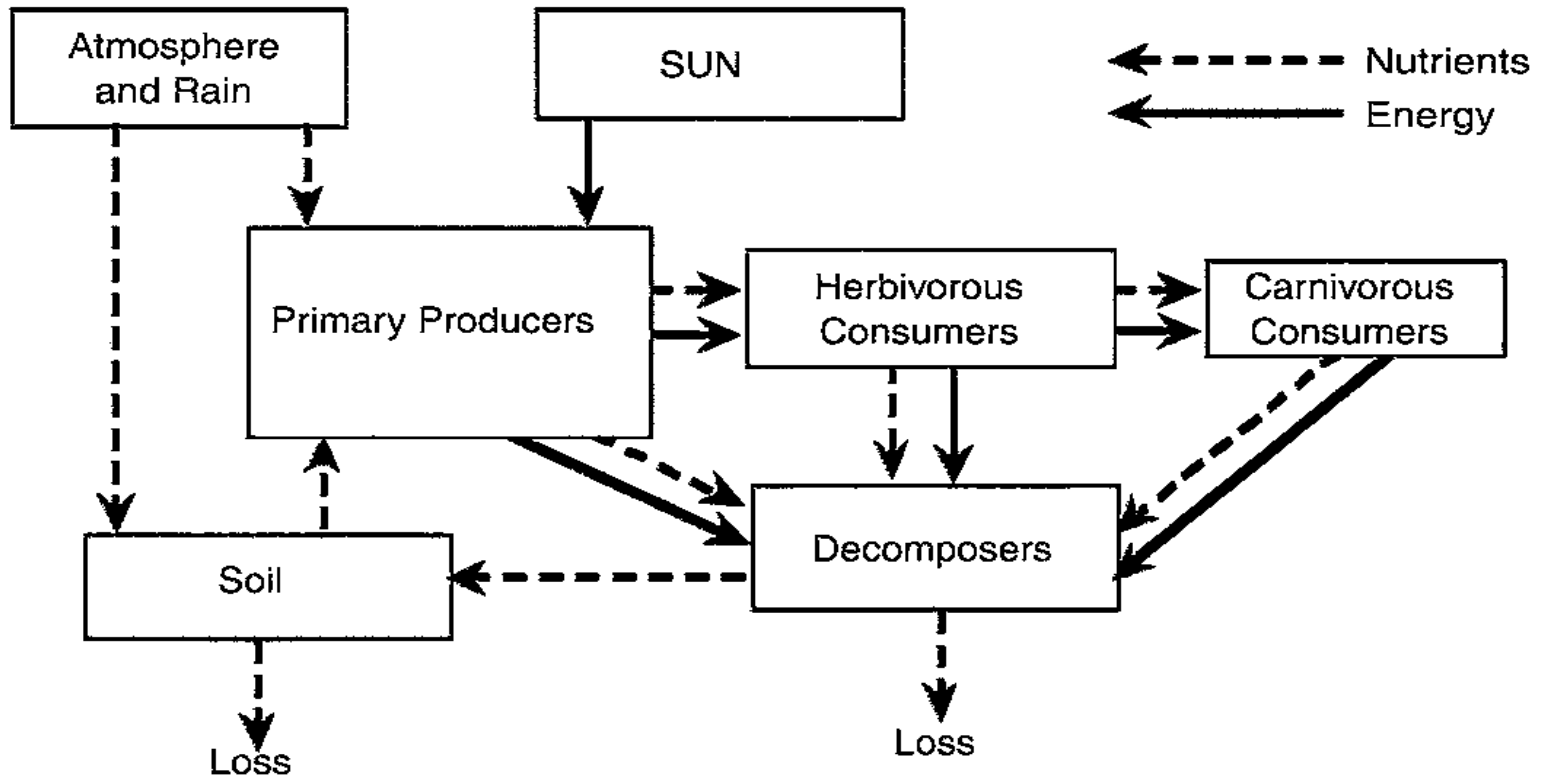 Atmosphere
and Rain
SUN
Nutrients
Energy
Primary Producers
Herbivorous
Consumers
Carnivorous
Consumers
Soil
Decomposers
Loss
Loss